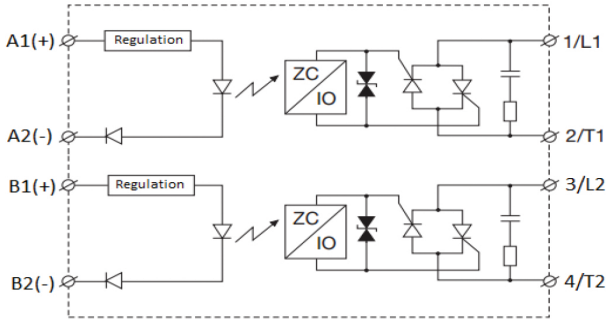 A1(+) Regulation 1/L1
ZC
IO
A2(-) 2/T1
B1(+) Regulation 3/L2
ZC
IO
B2(-) 4/T2